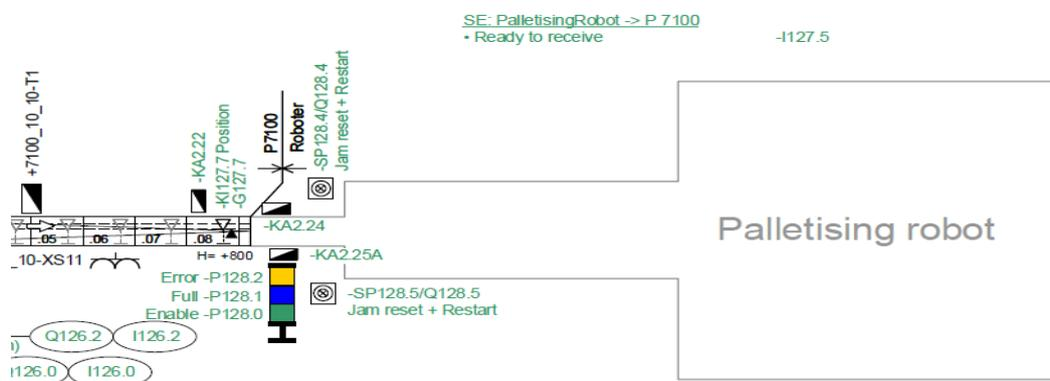 SE: PalletisingRobot -> P 7100
• Ready to receive -I127.5
+7100_10_10-T1
-KA2.22
-KI127.7 Position
-G127.7
P7100
Roboter
-SP128.4/Q128.4
Jam reset + Restart
-KA2.24
.05 .06 .07 .08
_10-XS11
H= +800
-KA2.25A
Palletising robot
Error -P128.2
Full -P128.1
Enable -P128.0
-SP128.5/Q128.5
Jam reset + Restart
Q126.2 I126.2
n)
126.0 I126.0